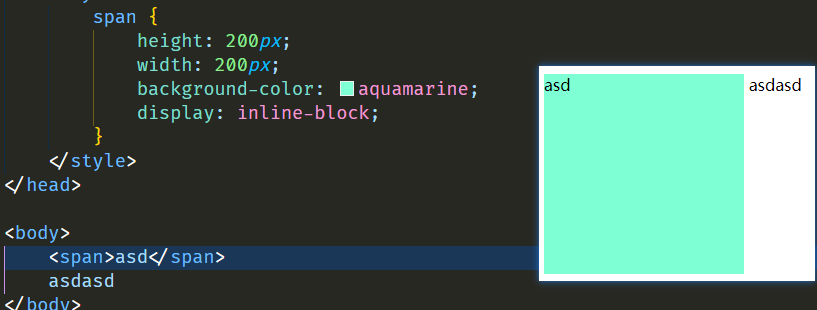 span {
height: 200px;
width: 200px;
background-color: aquamarine;
display: inline-block;
}
</style>
</head>
<body>
<span>asd</span>
asdasd
</body>
asd asdasd